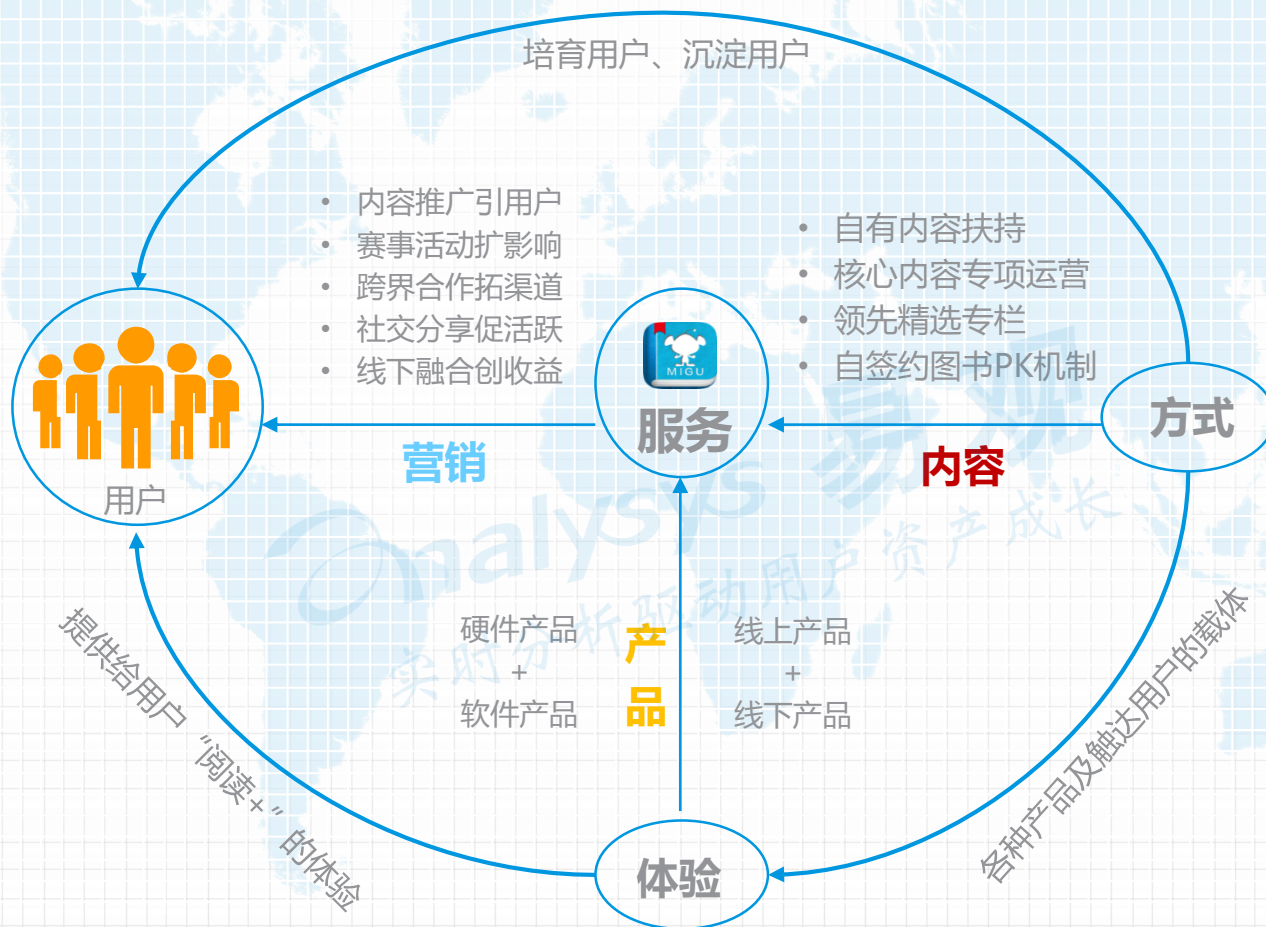 培育用户、沉淀用户
• 内容推广引用户
• 赛事活动扩影响
• 跨界合作拓渠道
• 社交分享促活跃
• 线下融合创收益
• 自有内容扶持
• 核心内容专项运营
• 领先精选专栏
• 自签约图书PK机制
MIGU
服务
方式
营销
内容
用户
analysys 易观
实时分析驱动用户资产成长
硬件产品
+
软件产品
产
品
线上产品
+
线下产品
提供给用户“阅读+”的体验
各种产品及触达用户的载体
体验